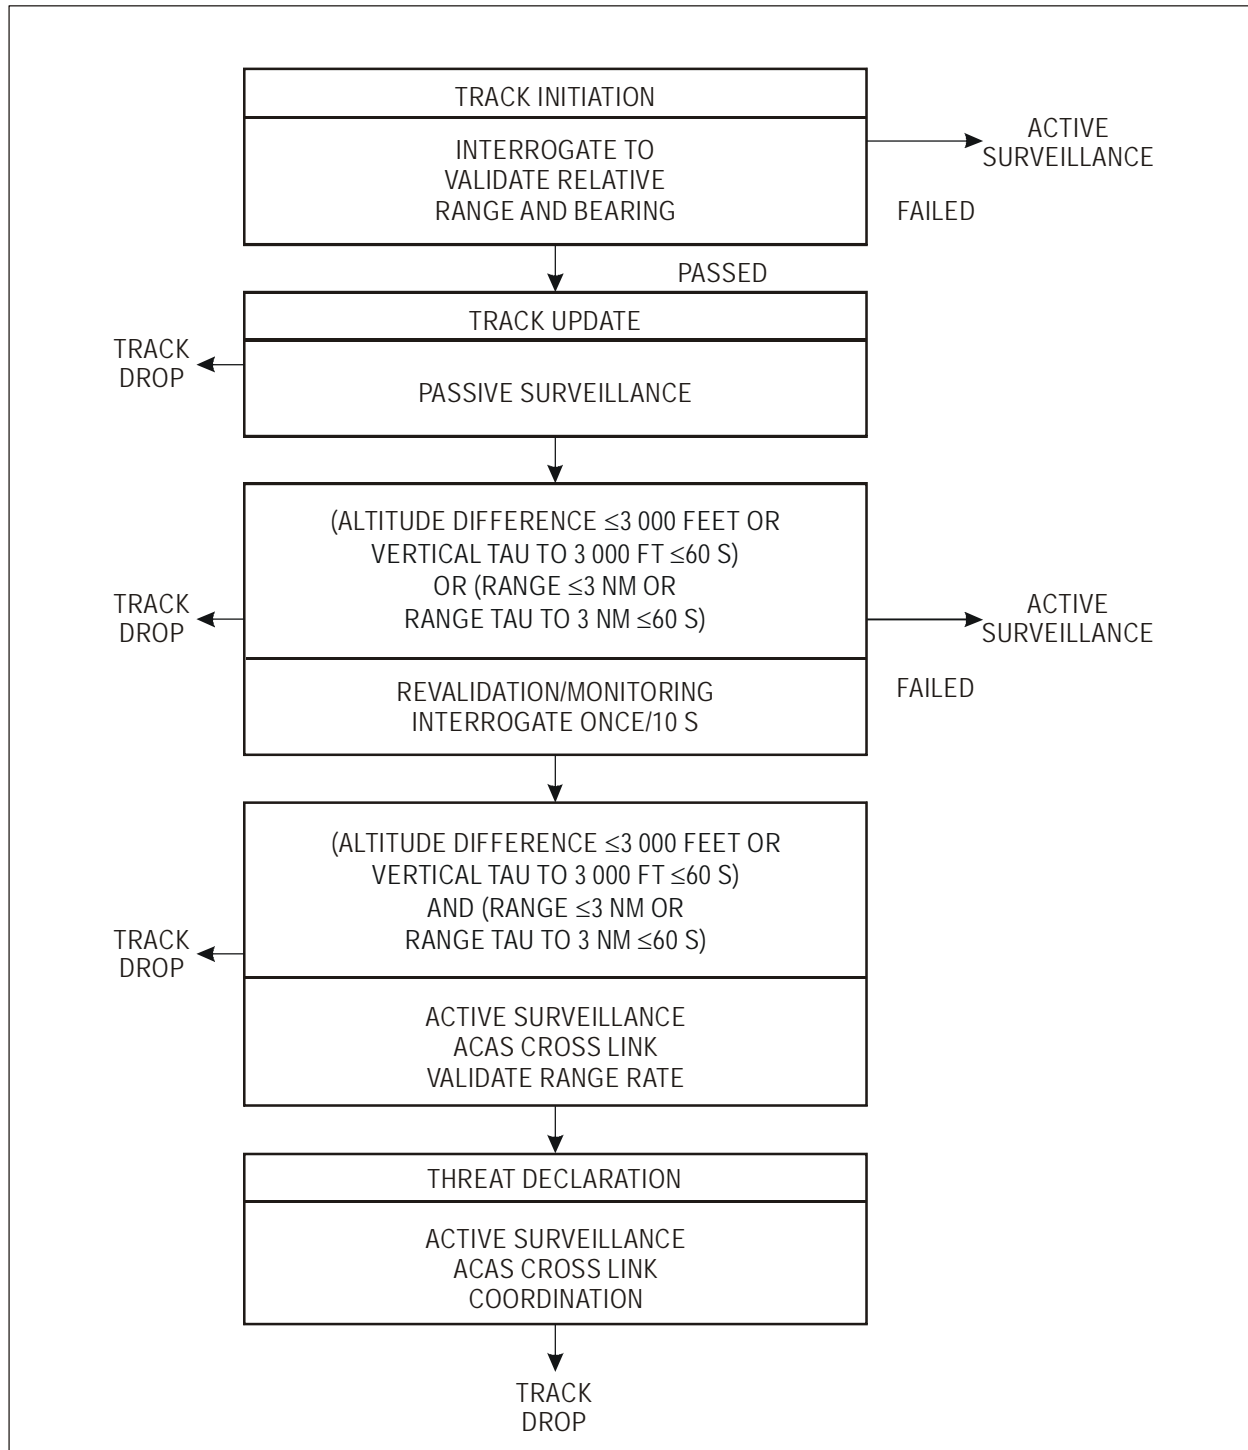 TRACK INITIATION
INTERROGATE TO
VALIDATE RELATIVE
RANGE AND BEARING
ACTIVE
SURVEILLANCE
FAILED
PASSED
TRACK UPDATE
PASSIVE SURVEILLANCE
TRACK
DROP
(ALTITUDE DIFFERENCE ≤3 000 FEET OR
VERTICAL TAU TO 3 000 FT ≤60 S)
OR (RANGE ≤3 NM OR
RANGE TAU TO 3 NM ≤60 S)
REVALIDATION/MONITORING
INTERROGATE ONCE/10 S
TRACK
DROP
ACTIVE
SURVEILLANCE
FAILED
(ALTITUDE DIFFERENCE ≤3 000 FEET OR
VERTICAL TAU TO 3 000 FT ≤60 S)
AND (RANGE ≤3 NM OR
RANGE TAU TO 3 NM ≤60 S)
TRACK
DROP
ACTIVE SURVEILLANCE
ACAS CROSS LINK
VALIDATE RANGE RATE
THREAT DECLARATION
ACTIVE SURVEILLANCE
ACAS CROSS LINK
COORDINATION
TRACK
DROP